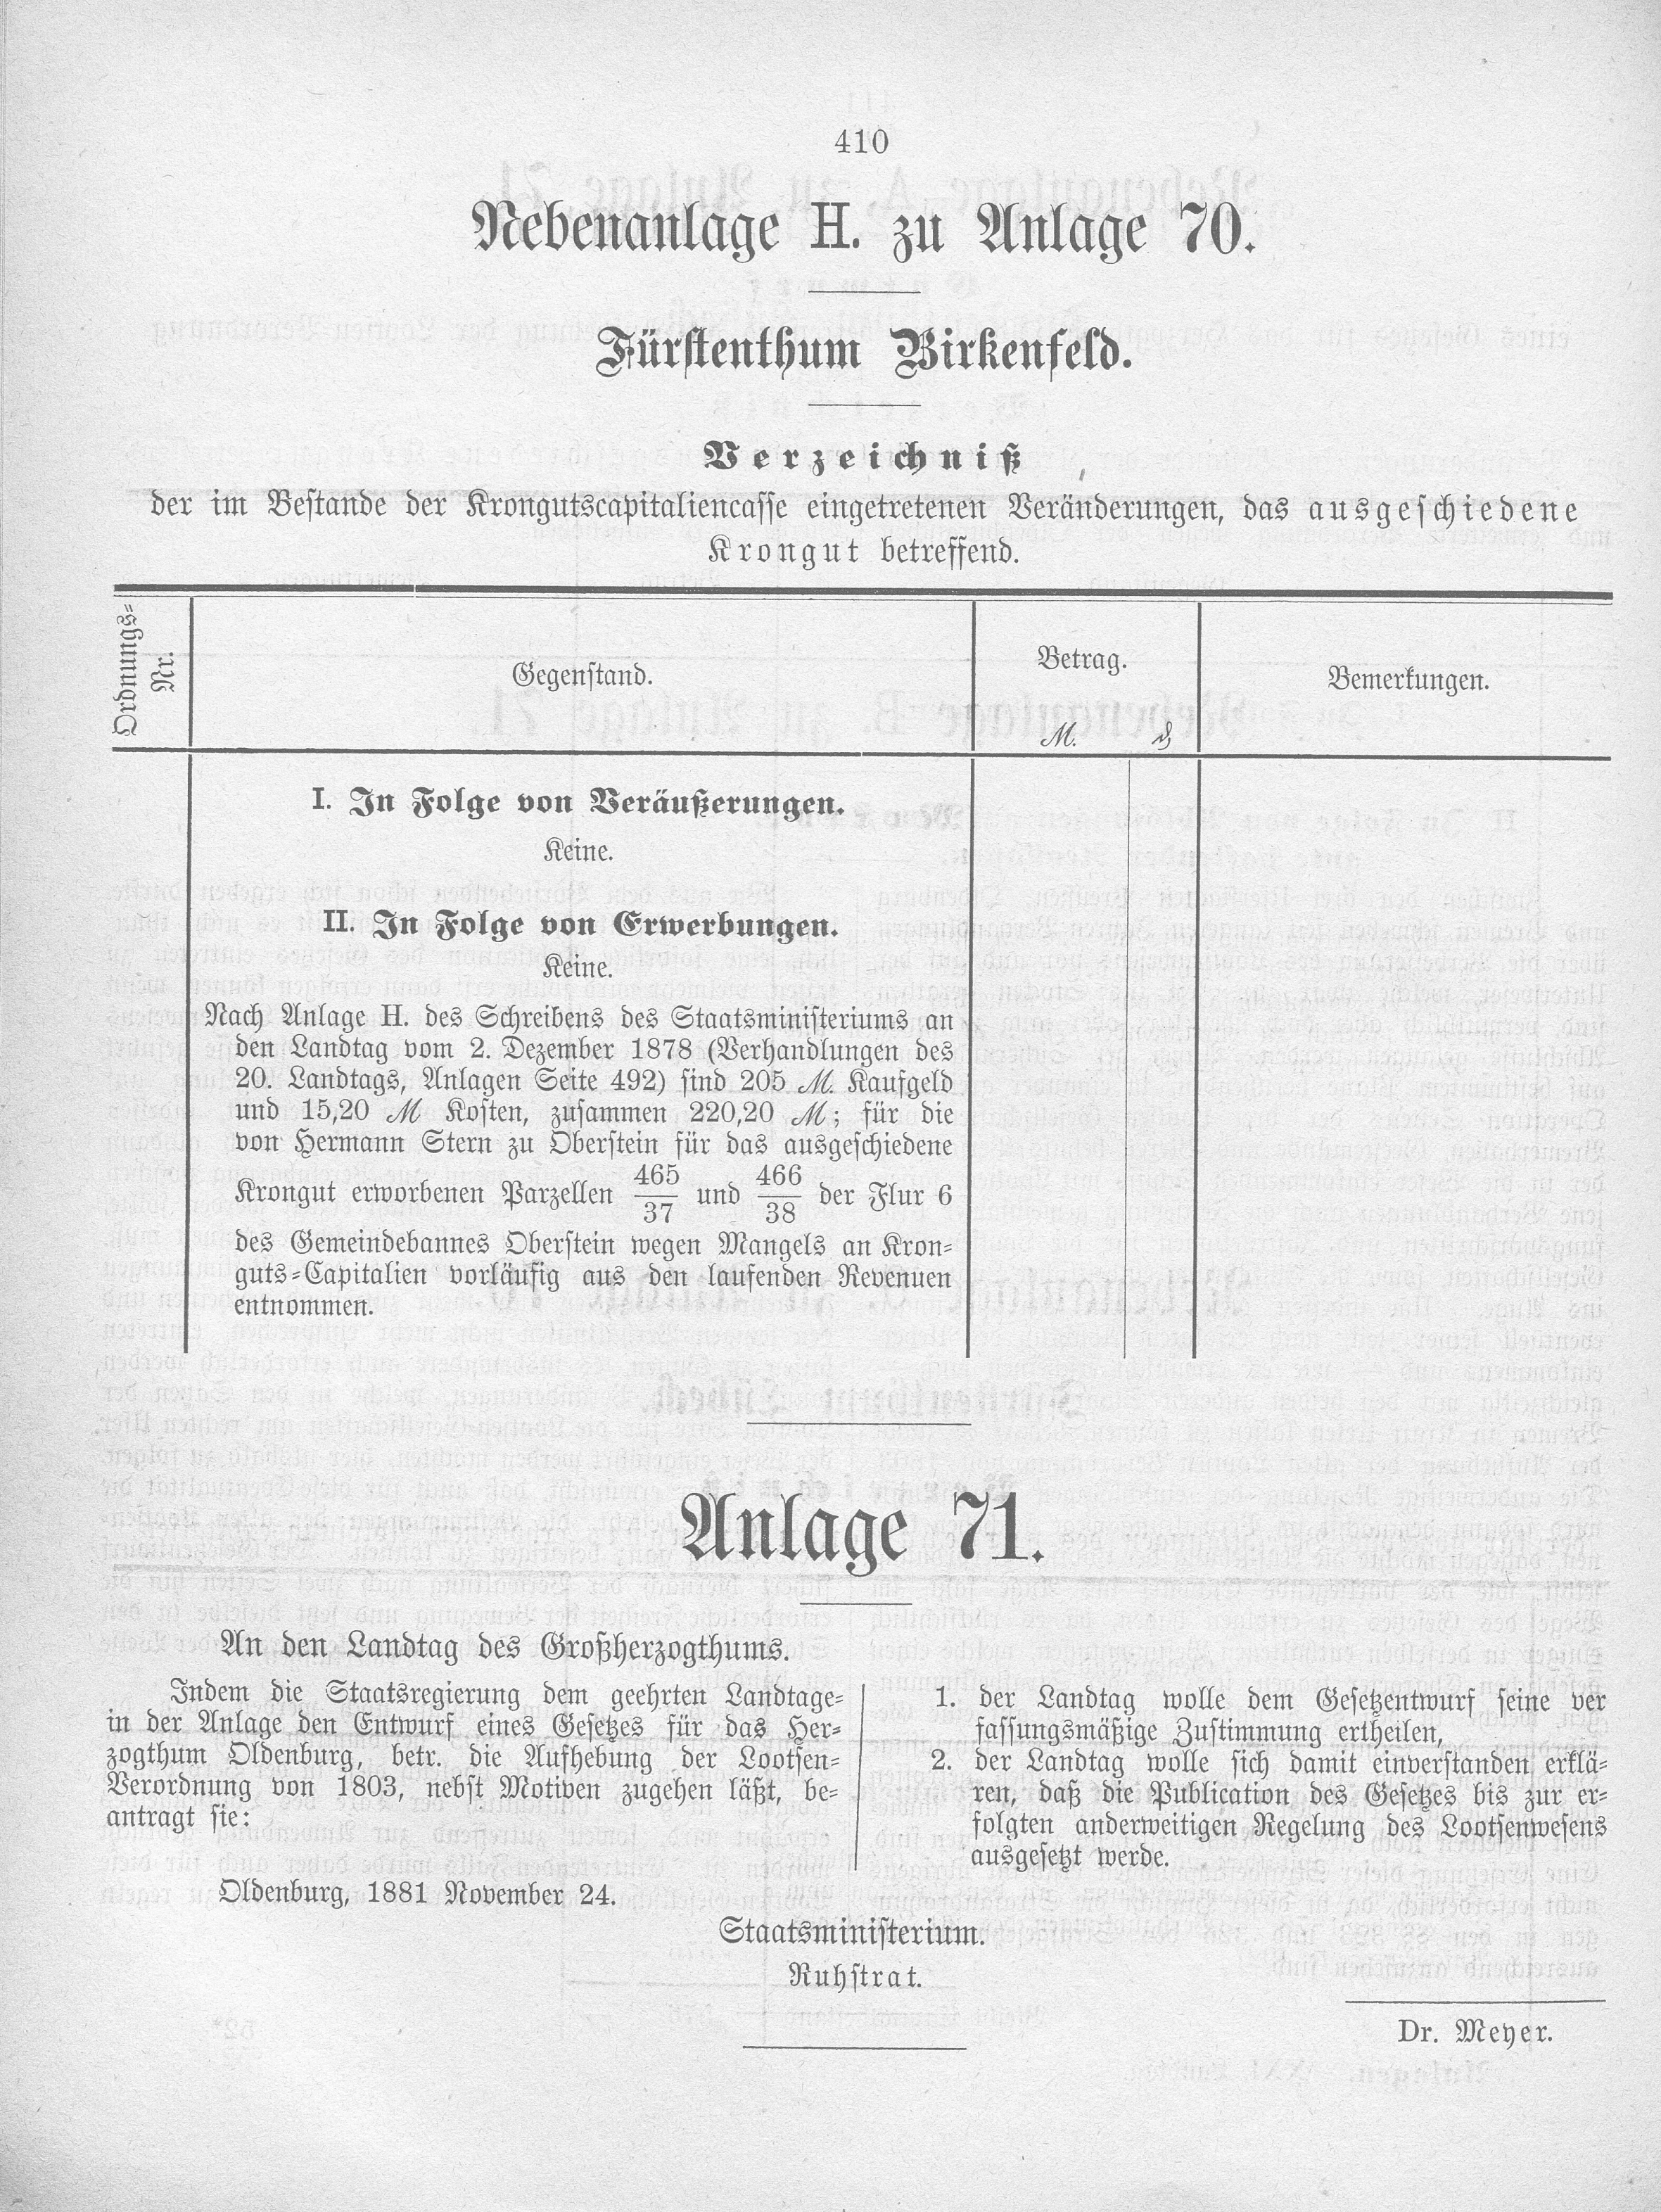 410
Nebenanlage H. zu Anlage 70.
Fürstenthum Birkenfeld.
Verzeichniß
der im Bestande der Krongutscapitaliencasse eingetretenen Veränderungen, das ausgeschiedene
Krongut betreffend.
Ordnungs-
Nr.
Gegenstand.
Betrag.
Bemerkungen.
M. ₰
I. In Folge von Veräußerungen.
Keine.
II. In Folge von Erwerbungen.
Keine.
Nach Anlage H. des Schreibens des Staatsministeriums an
den Landtag vom 2. Dezember 1878 (Verhandlungen des
20. Landtags, Anlagen Seite 492) sind 205 M. Kaufgeld
und 15,20 M Kosten, zusammen 220,20 M; für die
von Hermann Stern zu Oberstein für das ausgeschiedene
Krongut erworbenen Parzellen 465/37 und 466/38 der Flur 6
des Gemeindebannes Oberstein wegen Mangels an Kron-
guts-Capitalien vorläufig aus den laufenden Revenuen
entnommen.
Anlage 71.
An den Landtag des Großherzogthums.
Indem die Staatsregierung dem geehrten Landtage-
in der Anlage den Entwurf eines Gesetzes für das Her-
zogthum Oldenburg, betr. die Aufhebung der Lootsen-
Verordnung von 1803, nebst Motiven zugehen läßt, be-
antragt sie:
1. der Landtag wolle dem Gesetzentwurf seine ver
fassungsmäßige Zustimmung ertheilen,
2. der Landtag wolle sich damit einverstanden erklä-
ren, daß die Publication des Gesetzes bis zur er-
folgten anderweitigen Regelung des Lootsenwesens
ausgesetzt werde.
Oldenburg, 1881 November 24.
Staatsministerium.
Ruhstrat.
Dr. Meyer.